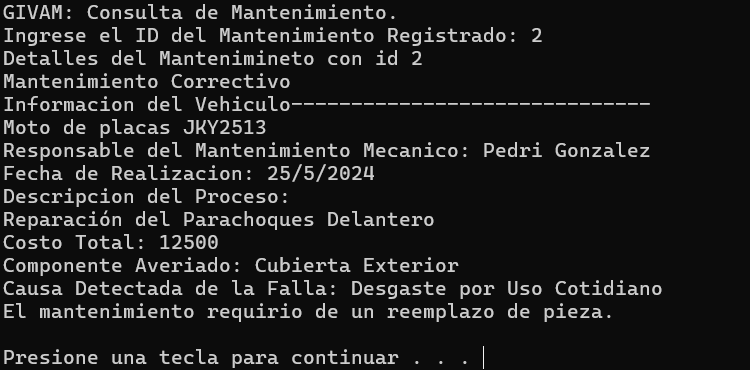 GIVAM: Consulta de Mantenimiento.
Ingrese el ID del Mantenimiento Registrado: 2
Detalles del Mantenimineto con id 2
Mantenimiento Correctivo
Informacion del Vehiculo------------------------------
Moto de placas JKY2513
Responsable del Mantenimiento Mecanico: Pedri Gonzalez
Fecha de Realizacion: 25/5/2024
Descripcion del Proceso:
Reparación del Parachoques Delantero
Costo Total: 12500
Componente Averiado: Cubierta Exterior
Causa Detectada de la Falla: Desgaste por Uso Cotidiano
El mantenimiento requirio de un reemplazo de pieza.
Presione una tecla para continuar . . .